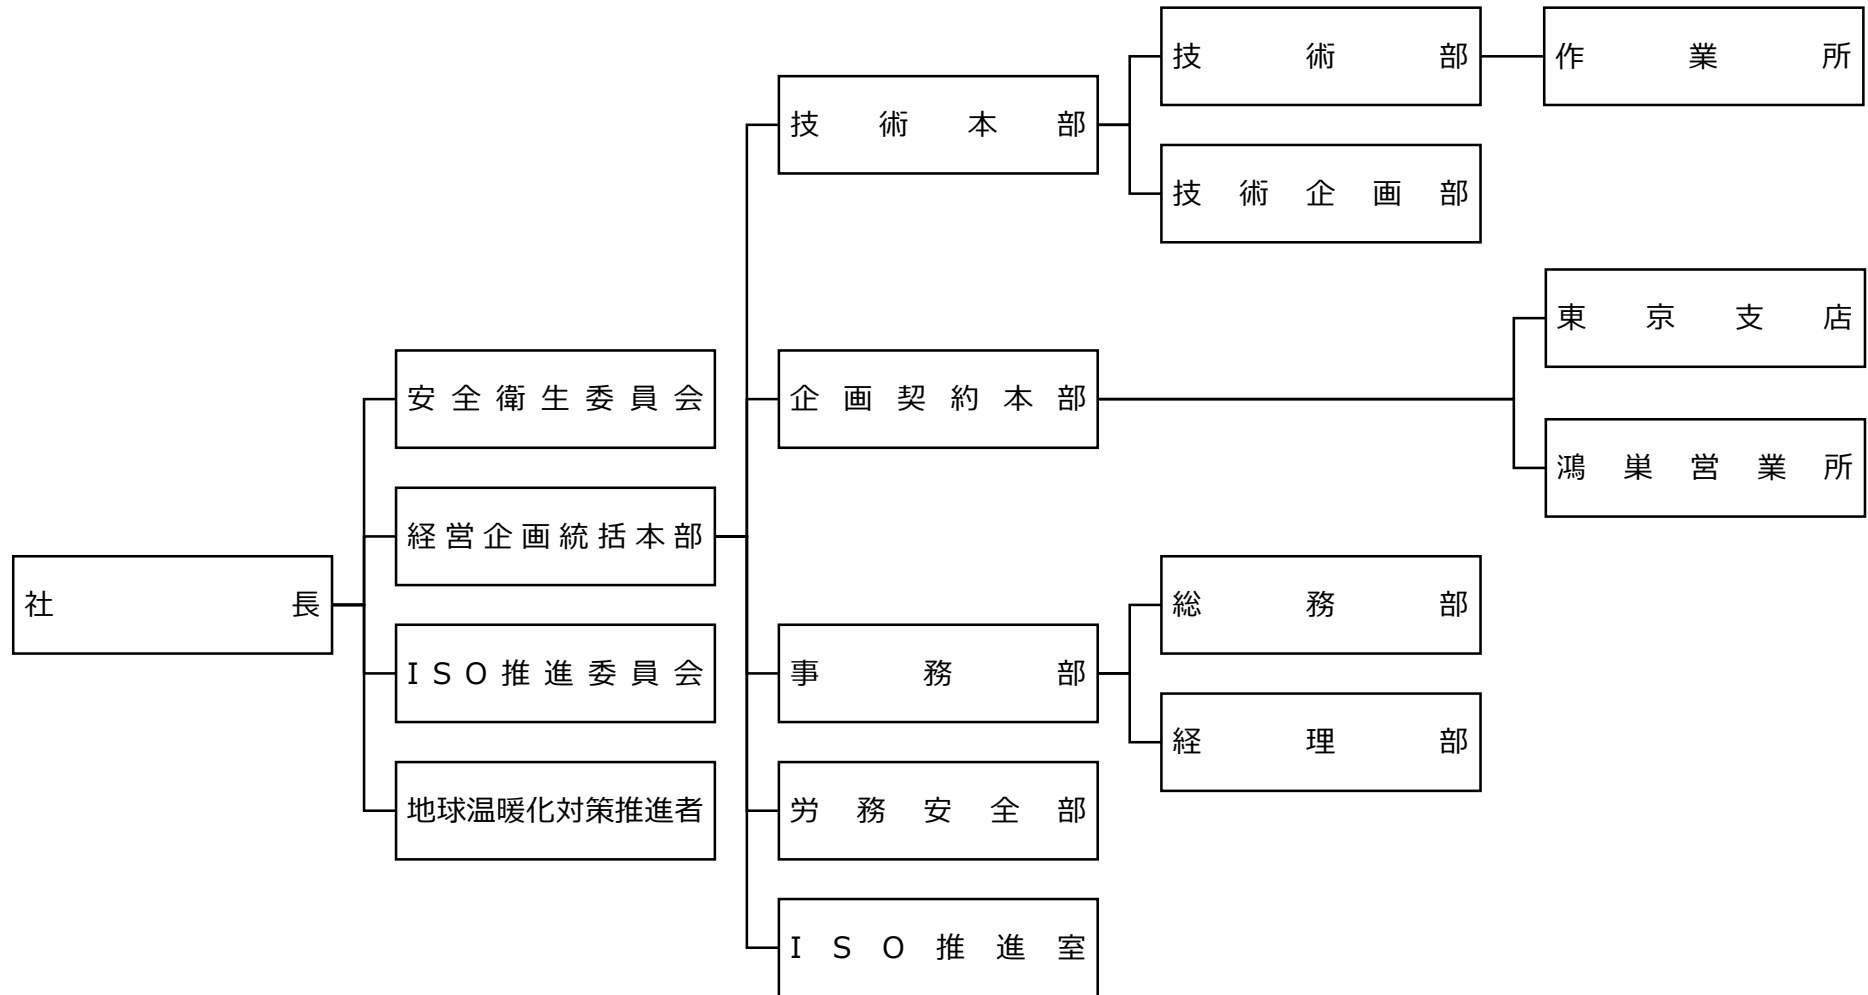 社長
安全衛生委員会
経営企画統括本部
ISO推進委員会
地球温暖化対策推進者
技術本部
企画契約本部
事務部
労務安全部
ISO推進室
技術部
技術企画部
総務部
経理部
作業所
東京支店
鴻巣営業所